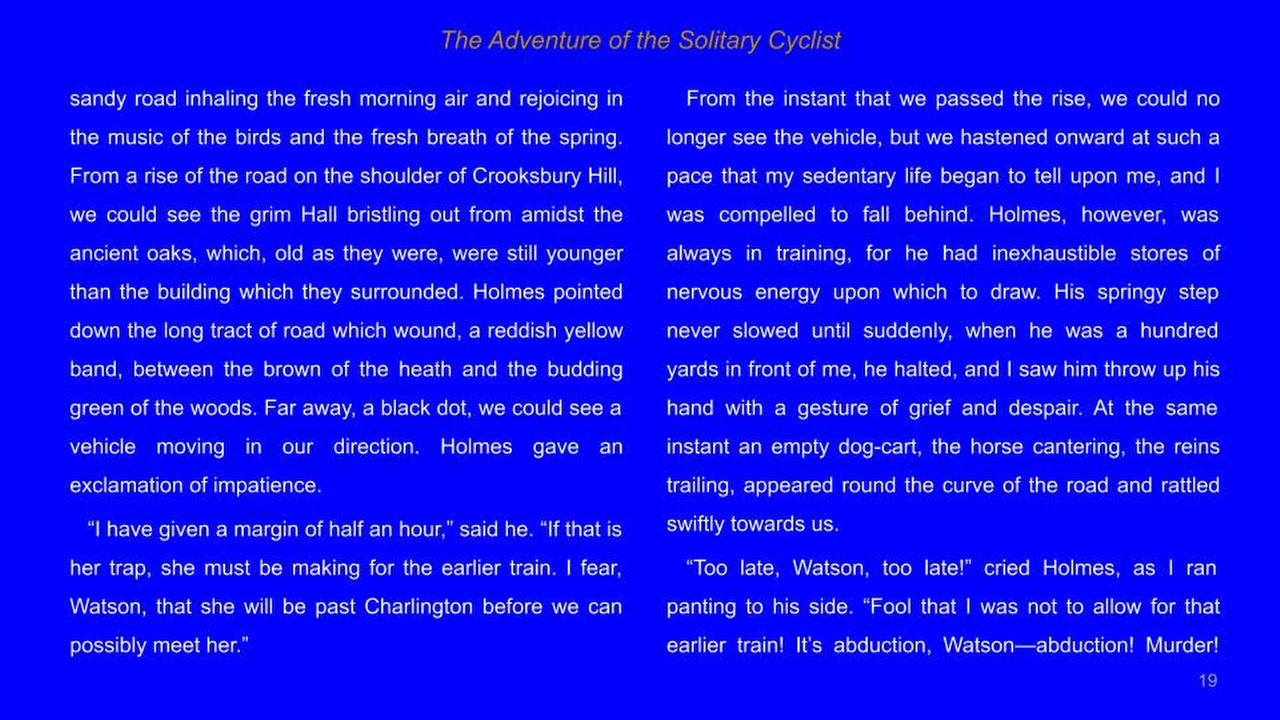 The Adventure of the Solitary Cyclist
sandy road inhaling the fresh morning air and rejoicing in
the music of the birds and the fresh breath of the spring.
From a rise of the road on the shoulder of Crooksbury Hill,
we could see the grim Hall bristling out from amidst the
ancient oaks, which, old as they were, were still younger
than the building which they surrounded. Holmes pointed
down the long tract of road which wound, a reddish yellow
band, between the brown of the heath and the budding
green of the woods. Far away, a black dot, we could see a
vehicle moving in our direction. Holmes gave an
exclamation of impatience.
“I have given a margin of half an hour,” said he. “If that is
her trap, she must be making for the earlier train. I fear,
Watson, that she will be past Charlington before we can
possibly meet her.”
From the instant that we passed the rise, we could no
longer see the vehicle, but we hastened onward at such a
pace that my sedentary life began to tell upon me, and I
was compelled to fall behind. Holmes, however, was
always in training, for he had inexhaustible stores of
nervous energy upon which to draw. His springy step
never slowed until suddenly, when he was a hundred
yards in front of me, he halted, and I saw him throw up his
hand with a gesture of grief and despair. At the same
instant an empty dog-cart, the horse cantering, the reins
trailing, appeared round the curve of the road and rattled
swiftly towards us.
“Too late, Watson, too late!” cried Holmes, as I ran
panting to his side. “Fool that I was not to allow for that
earlier train! It’s abduction, Watson—abduction! Murder!
19